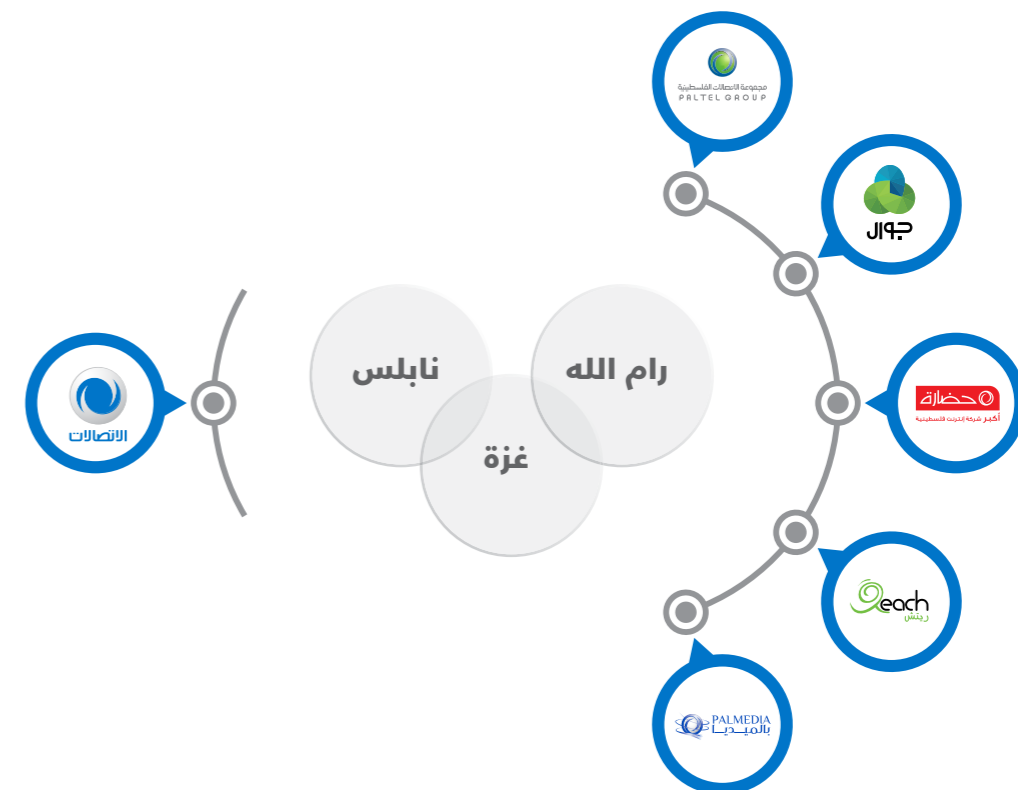 مجموعة الاتصالات الفلسطينية
PALTEL GROUP
جوال
رام الله
نابلس
غزة
الاتصالات
حضارة
أكبر شركة إنترنت فلسطينية
Reach
ريتش
PALMEDIA
بالميديا